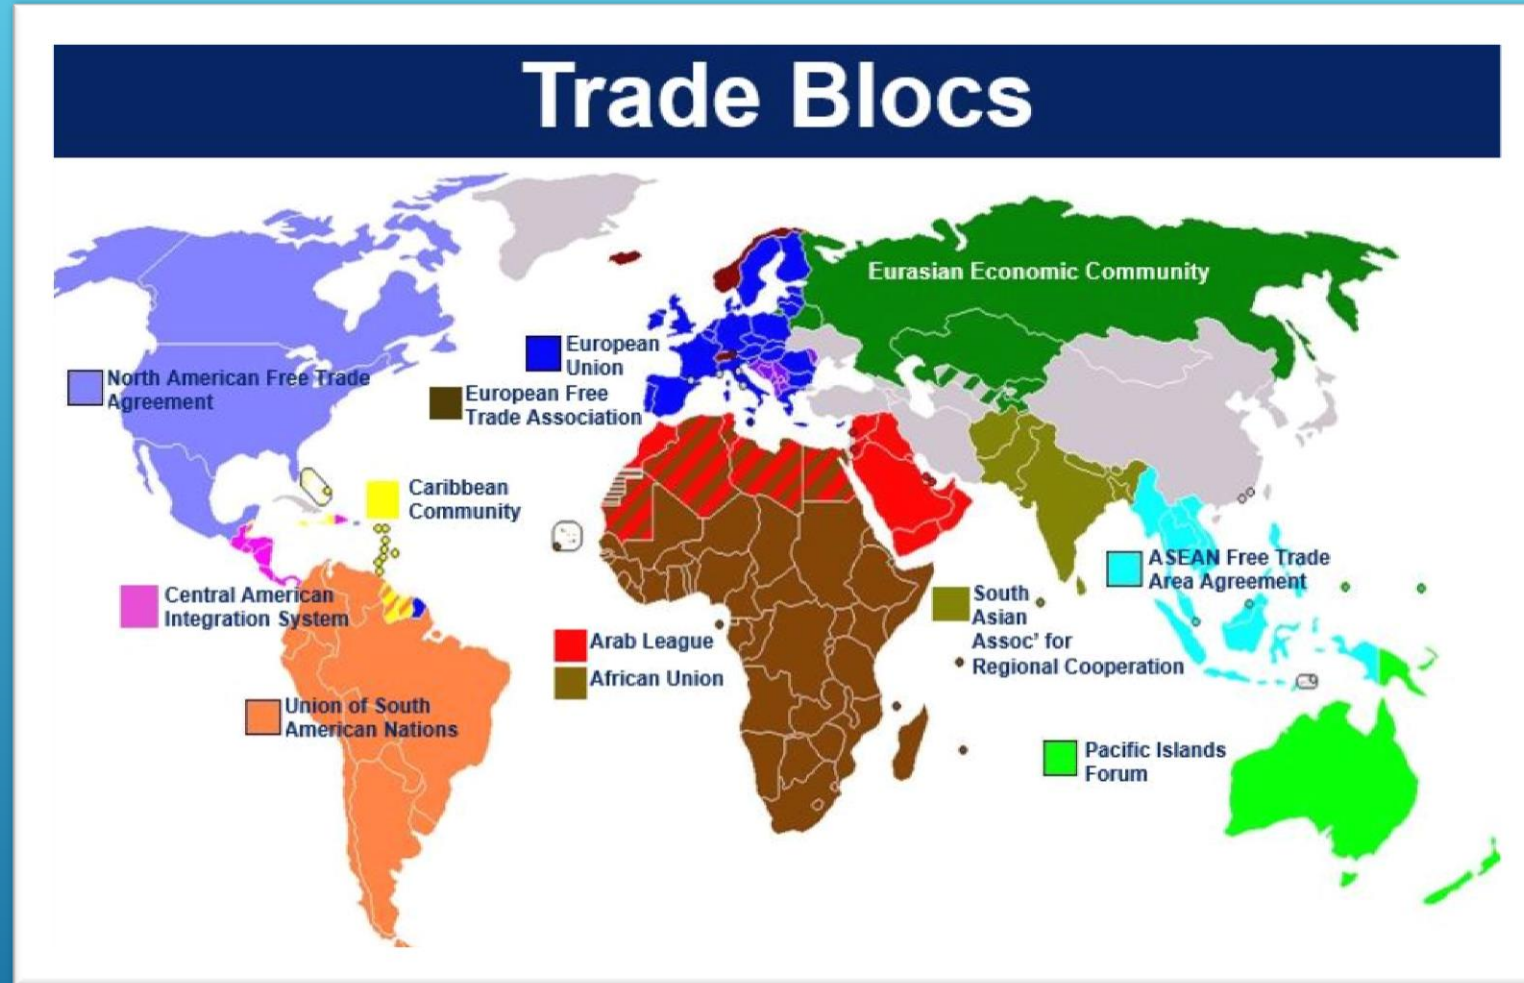 Trade Blocs
Eurasian Economic Community
European
Union
North American Free Trade
Agreement
European Free
Trade Association
Caribbean
Community
ASEAN Free Trade
Area Agreement
Central American
Integration System
South
Asian
Assoc’ for
Regional Cooperation
Arab League
African Union
Union of South
American Nations
Pacific Islands
Forum